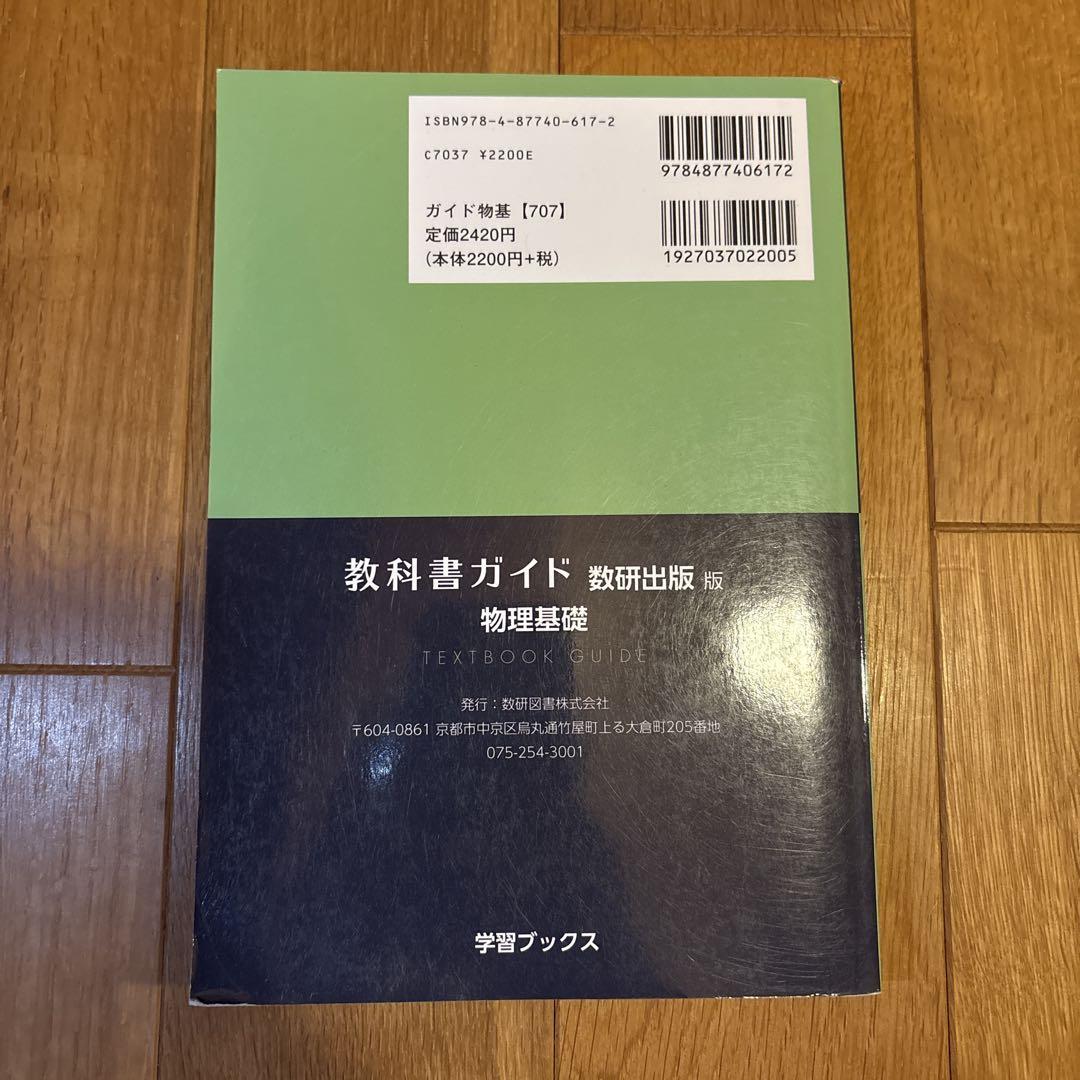 ISBN978-4-87740-617-2
C7037 ¥2200E
9784877406172
ガイド物基【707】
定価2420円
(本体2200円+税)
1927037022005
教科書ガイド 数研出版 版
物理基礎
TEXTBOOK GUIDE
発行：数研図書株式会社
〒604-0861 京都市中京区烏丸通竹屋町上る大倉町205番地
075-254-3001
学習ブックス